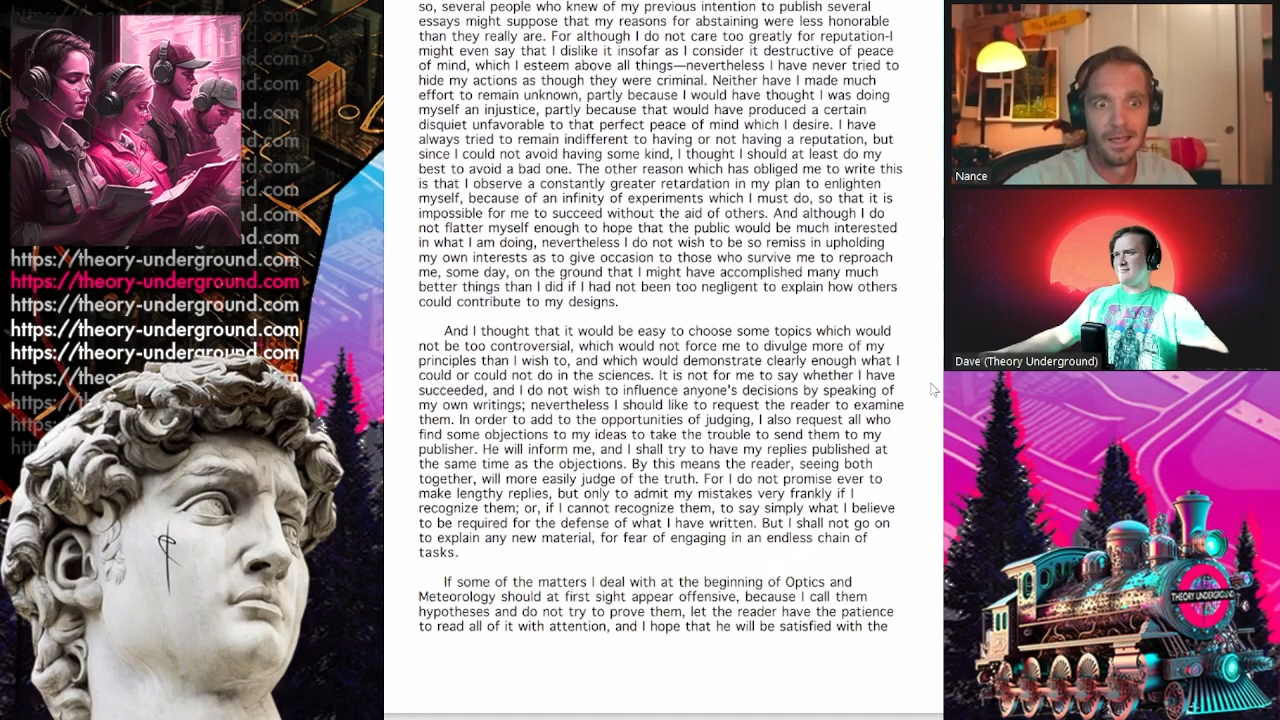 https://theory-underground.com
so, several people who knew of my previous intention to publish several
essays might suppose that my reasons for abstaining were less honorable
than they really are. For although I do not care too greatly for reputation-I
might even say that I dislike it insofar as I consider it destructive of peace
of mind, which I esteem above all things—nevertheless I have never tried to
hide my actions as though they were criminal. Neither have I made much
effort to remain unknown, partly because I would have thought I was doing
myself an injustice, partly because that would have produced a certain
disquiet unfavorable to that perfect peace of mind which I desire. I have
always tried to remain indifferent to having or not having a reputation, but
since I could not avoid having some kind, I thought I should at least do my
best to avoid a bad one. The other reason which has obliged me to write this
is that I observe a constantly greater retardation in my plan to enlighten
myself, because of an infinity of experiments which I must do, so that it is
impossible for me to succeed without the aid of others. And although I do
not flatter myself enough to hope that the public would be much interested
in what I am doing, nevertheless I do not wish to be so remiss in upholding
my own interests as to give occasion to those who survive me to reproach
me, some day, on the ground that I might have accomplished many much
better things than I did if I had not been too negligent to explain how others
could contribute to my designs.
And I thought that it would be easy to choose some topics which would
not be too controversial, which would not force me to divulge more of my
principles than I wish to, and which would demonstrate clearly enough what I
could or could not do in the sciences. It is not for me to say whether I have
succeeded, and I do not wish to influence anyone's decisions by speaking of
my own writings; nevertheless I should like to request the reader to examine
them. In order to add to the opportunities of judging, I also request all who
find some objections to my ideas to take the trouble to send them to my
publisher. He will inform me, and I shall try to have my replies published at
the same time as the objections. By this means the reader, seeing both
together, will more easily judge of the truth. For I do not promise ever to
make lengthy replies, but only to admit my mistakes very frankly if I
recognize them; or, if I cannot recognize them, to say simply what I believe
to be required for the defense of what I have written. But I shall not go on
to explain any new material, for fear of engaging in an endless chain of
tasks.
If some of the matters I deal with at the beginning of Optics and
Meteorology should at first sight appear offensive, because I call them
hypotheses and do not try to prove them, let the reader have the patience
to read all of it with attention, and I hope that he will be satisfied with the
https://theory-underground.com
https://theory-underground.com
https://theory-underground.com
https://theory-underground.com
https://theory-underground.com
Nance
Dave (Theory Underground)
THEORY UNDERGROUND